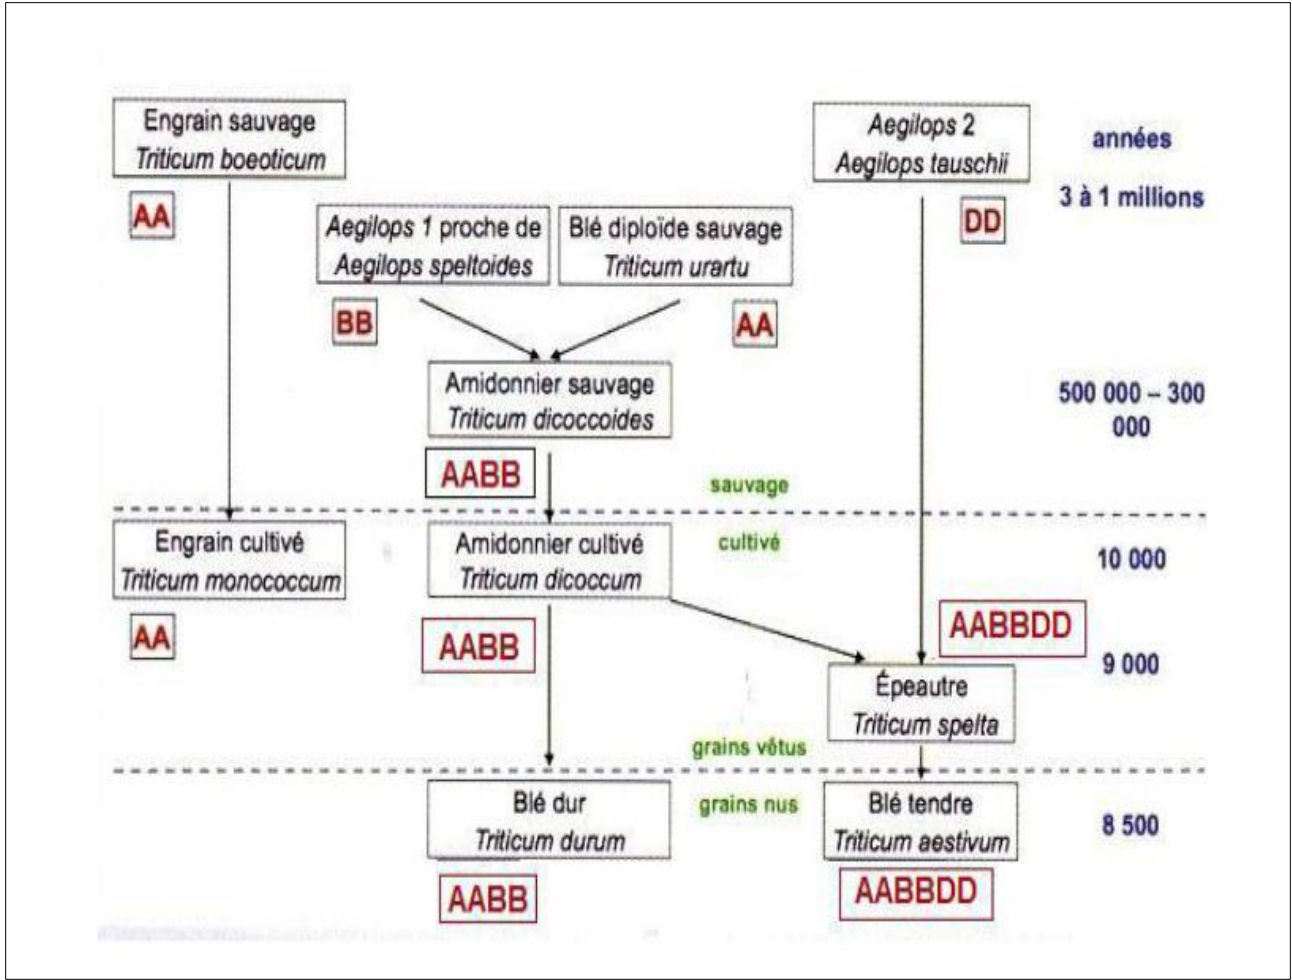 Engrain sauvage
Triticum boeoticum
AA
Aegilops 2
Aegilops tauschii
DD
années
3 à 1 millions
Aegilops 1 proche de
Aegilops speltoides
BB
Blé diploïde sauvage
Triticum urartu
AA
Amidonnier sauvage
Triticum dicoccoides
AABB
500 000 – 300
000
sauvage
cultivé
Engrain cultivé
Triticum monococcum
AA
Amidonnier cultivé
Triticum dicoccum
AABB
10 000
AABBDD
9 000
Épeautre
Triticum spelta
grains vêtus
grains nus
Blé dur
Triticum durum
AABB
Blé tendre
Triticum aestivum
AABBDD
8 500